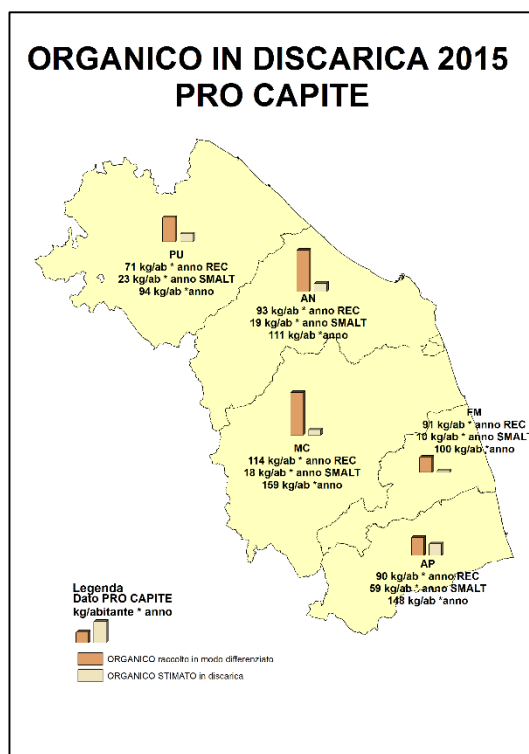 ORGANICO IN DISCARICA 2015
PRO CAPITE
PU
71 kg/ab * anno REC
23 kg/ab * anno SMALT
94 kg/ab *anno
AN
93 kg/ab * anno REC
19 kg/ab * anno SMALT
111 kg/ab *anno
FM
91 kg/ab * anno REC
10 kg/ab * anno SMALT
100 kg/ab *anno
MC
114 kg/ab * anno REC
18 kg/ab * anno SMALT
159 kg/ab *anno
AP
90 kg/ab * anno REC
59 kg/ab * anno SMALT
148 kg/ab *anno
Legenda
Dato PRO CAPITE
kg/abitante * anno
ORGANICO raccolto in modo differenziato
ORGANICO STIMATO in discarica